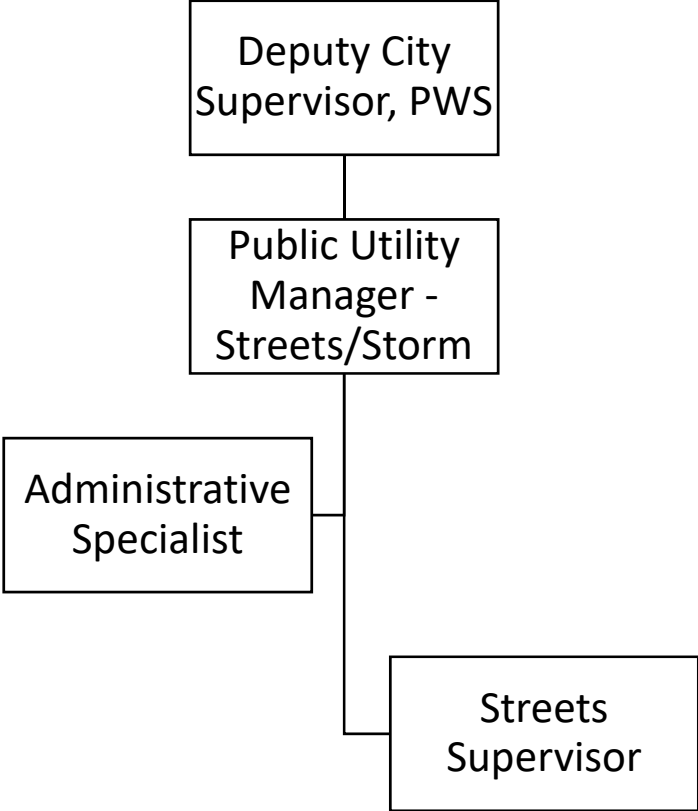 Deputy City
Supervisor, PWS
Public Utility
Manager -
Streets/Storm
Administrative
Specialist
Streets
Supervisor